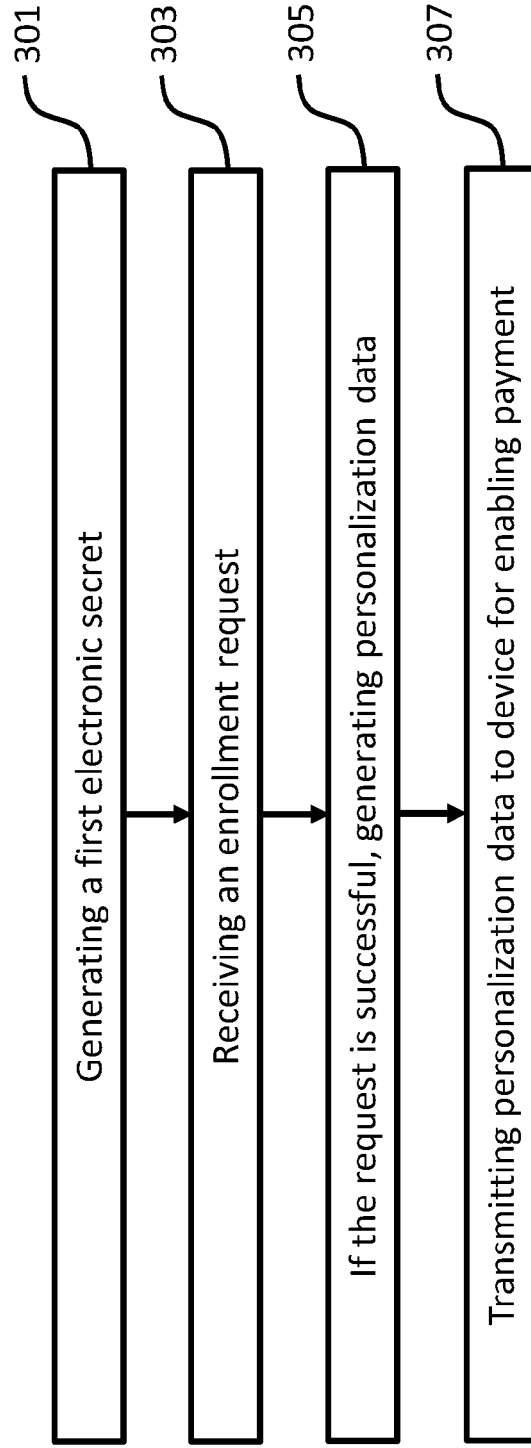 Generating a first electronic secret
301
Receiving an enrollment request
303
If the request is successful, generating personalization data
305
Transmitting personalization data to device for enabling payment
307